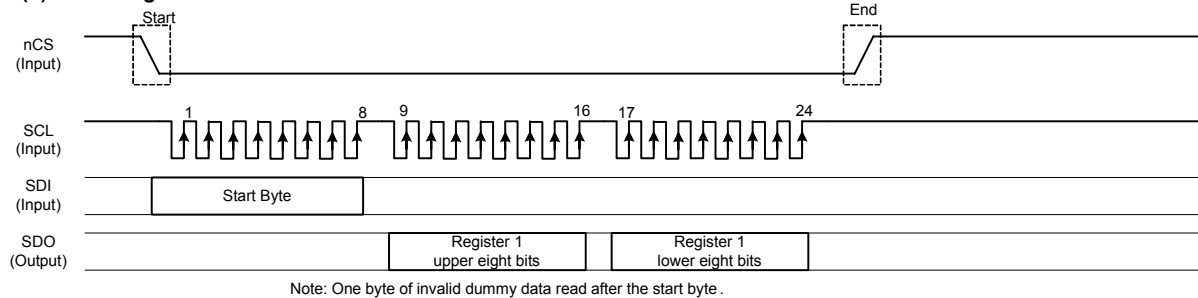 Start
End
nCS
(Input)
1
8
9
16
17
24
SCL
(Input)
SDI
(Input)
Start Byte
SDO
(Output)
Register 1
upper eight bits
Register 1
lower eight bits
Note: One byte of invalid dummy data read after the start byte.